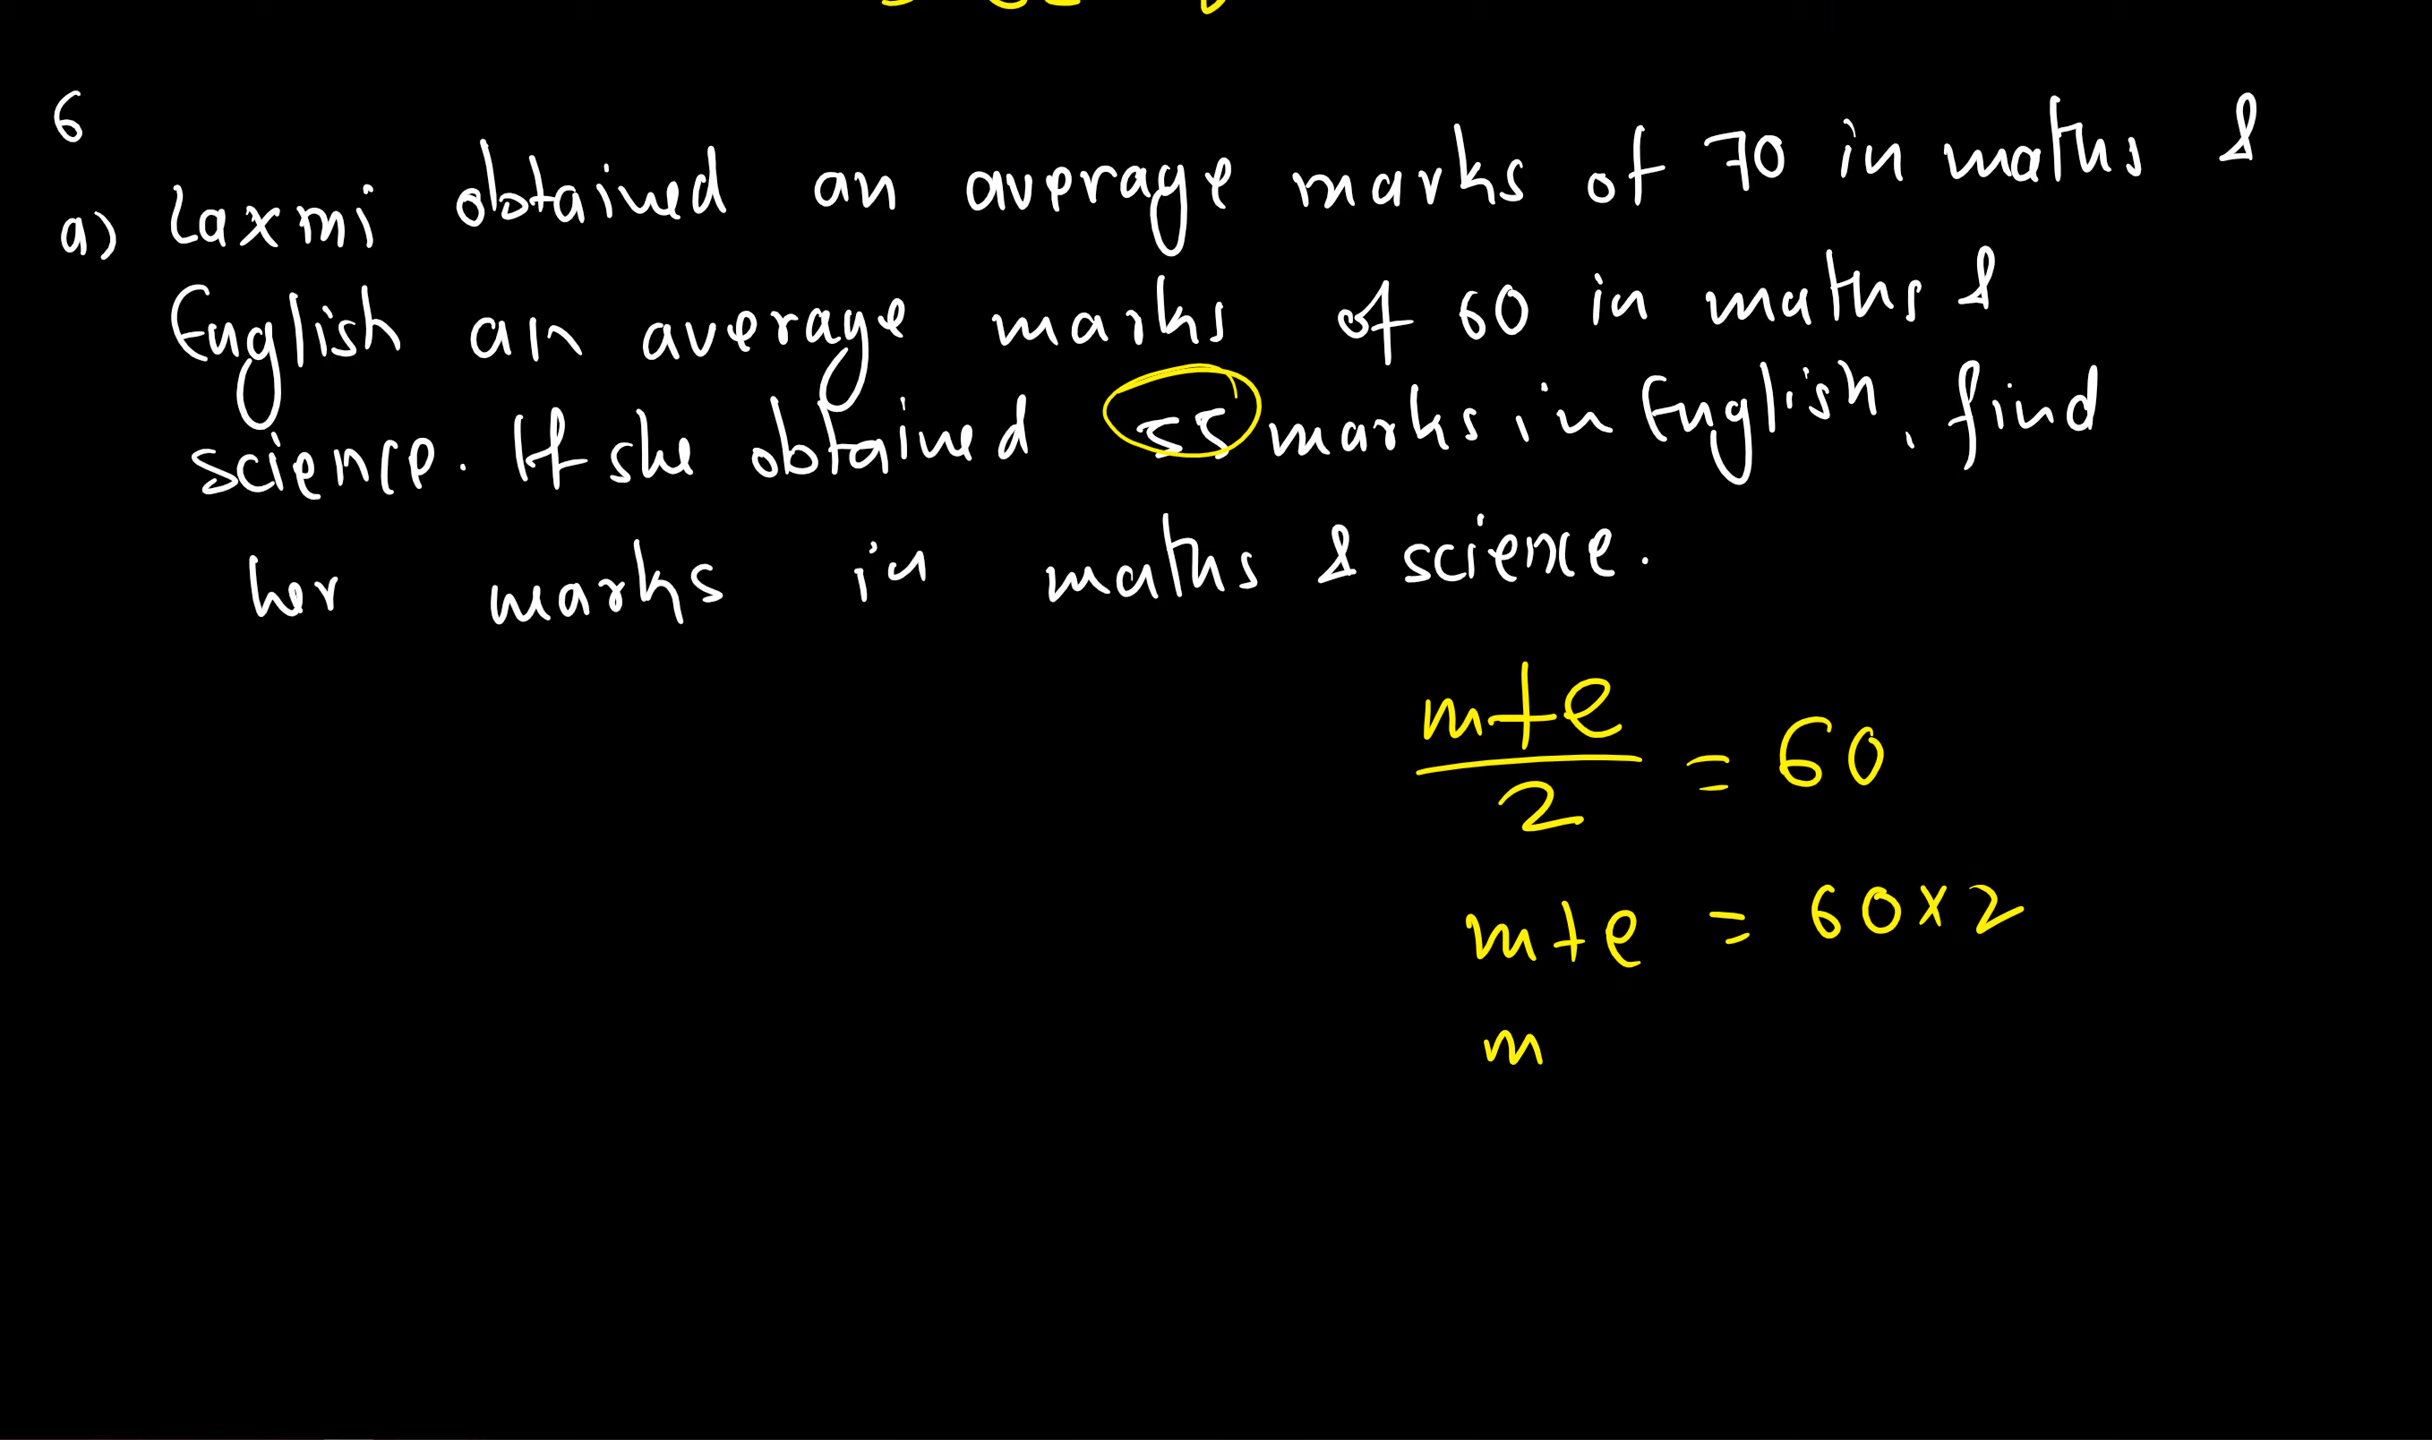 6
a) Laxmi obtained an average marks of 70 in maths &
English an average marks of 60 in maths &
science. If she obtained 55 marks in English, find
her marks in maths & science.
m+e
2
= 60
m+e = 60×2
m